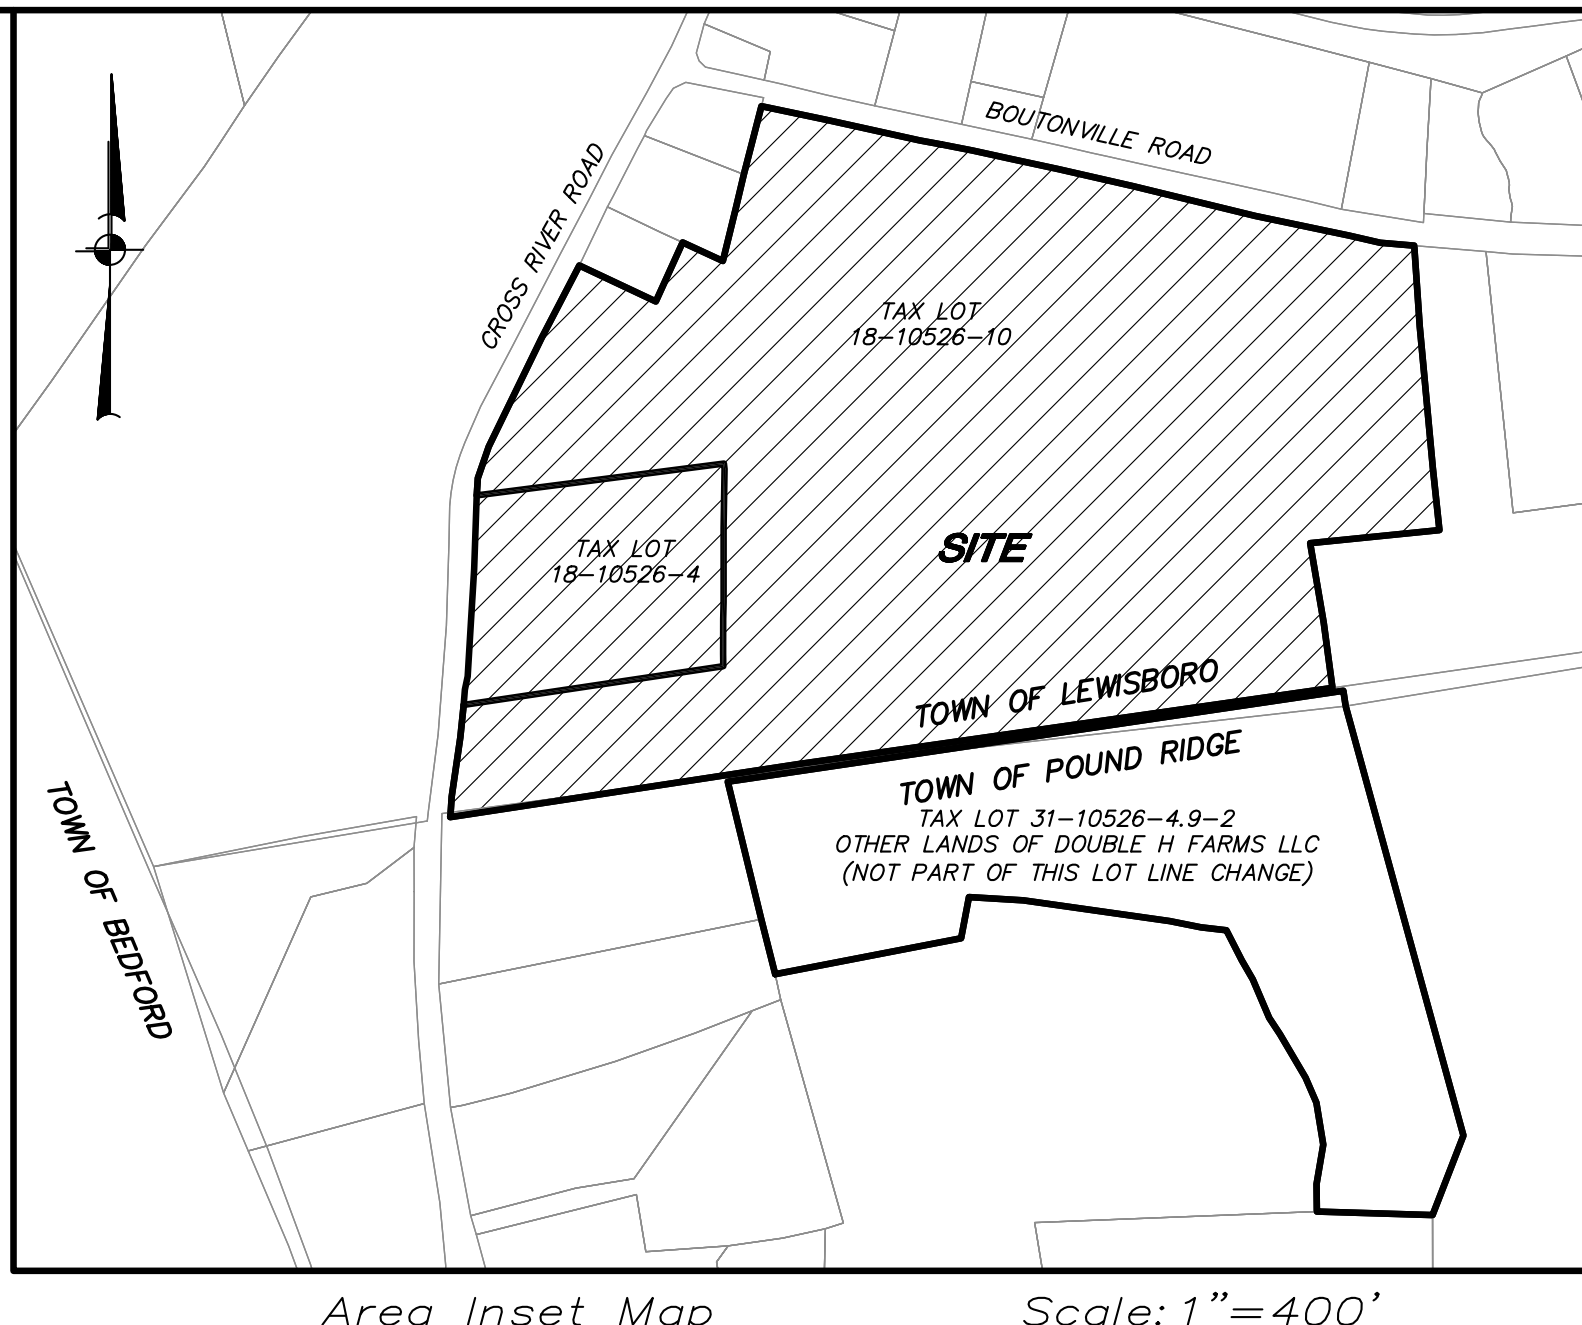 BOUTONVILLE ROAD
CROSS RIVER ROAD
TAX LOT
18-10526-10
TAX LOT
18-10526-4
SITE
TOWN OF LEWISBORO
TOWN OF POUND RIDGE
TAX LOT 31-10526-4.9-2
OTHER LANDS OF DOUBLE H FARMS LLC
(NOT PART OF THIS LOT LINE CHANGE)
TOWN OF BEDFORD
Area Inset Map
Scale: 1"=400'